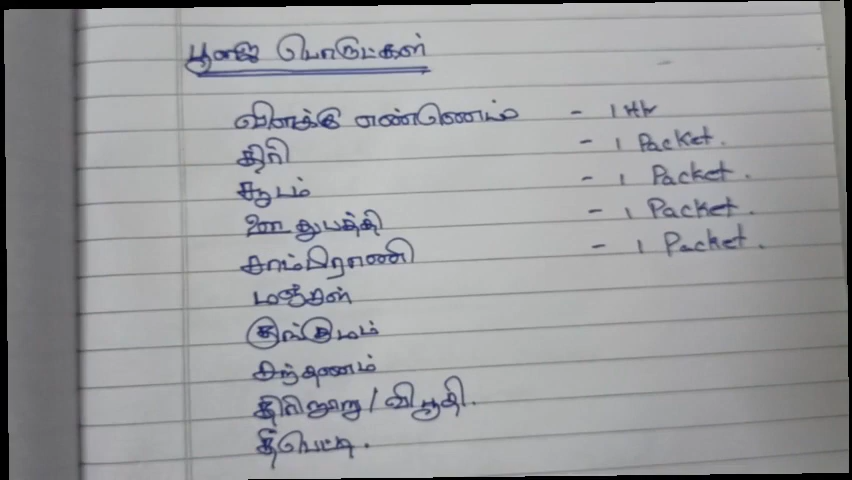 பூஜை பொருட்கள்
விளக்கு எண்ணெய் - 1 ltr
திரி - 1 Packet.
சூடம் - 1 Packet.
ஊதுபத்தி - 1 Packet.
சாம்பிராணி - 1 Packet.
மஞ்சள்
குங்குமம்
சந்தணம்
திரிநூறு / விபூதி.
தீப்பெட்டி.